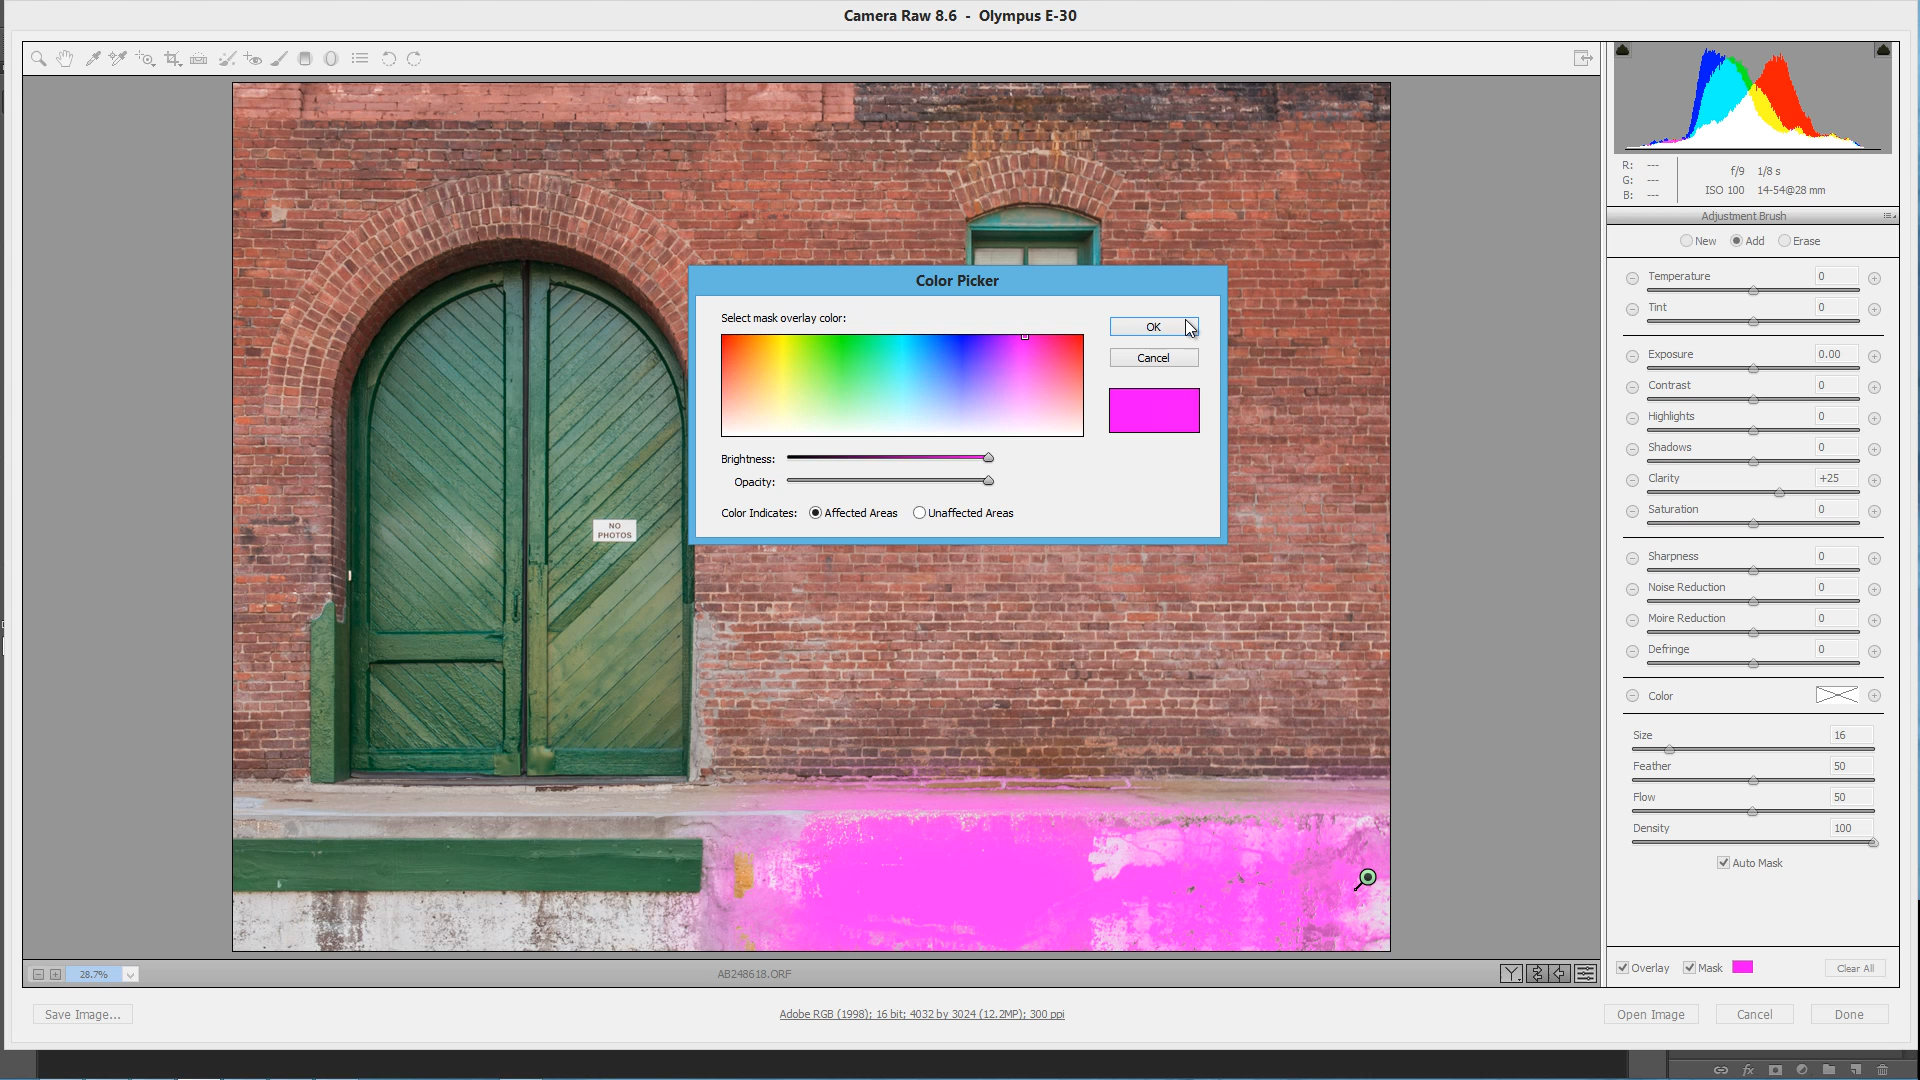 Camera Raw 8.6 - Olympus E-30
R: ---
G: ---
B: ---
f/9 1/8 s
ISO 100 14-54@28 mm
Adjustment Brush
New Add Erase
Temperature 0
Tint 0
Exposure 0.00
Contrast 0
Highlights 0
Shadows 0
Clarity +25
Saturation 0
Sharpness 0
Noise Reduction 0
Moire Reduction 0
Defringe 0
Color
Size 16
Feather 50
Flow 50
Density 100
Auto Mask
Overlay Mask Clear All
Color Picker
Select mask overlay color:
OK
Cancel
Brightness:
Opacity:
Color Indicates: Affected Areas Unaffected Areas
NO
PHOTOS
28.7%
AB248618.ORF
Save Image...
Adobe RGB (1998); 16 bit; 4032 by 3024 (12.2MP); 300 ppi
Open Image Cancel Done
fx